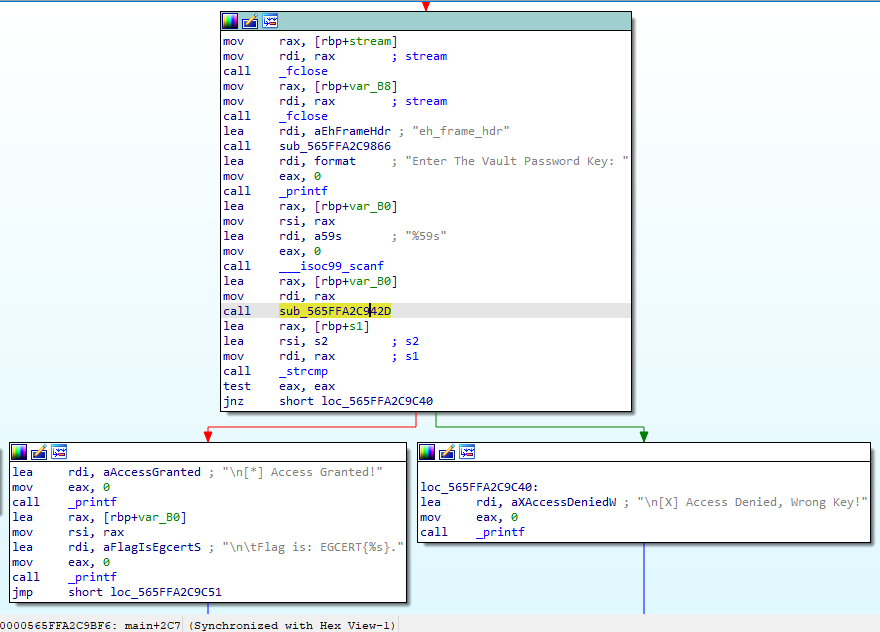 mov rax, [rbp+stream]
mov rdi, rax ; stream
call _fclose
mov rax, [rbp+var_B8]
mov rdi, rax ; stream
call _fclose
lea rdi, aEhFrameHdr ; "eh_frame_hdr"
call sub_565FFA2C9866
lea rdi, format ; "Enter The Vault Password Key: "
mov eax, 0
call _printf
lea rax, [rbp+var_B0]
mov rsi, rax
lea rdi, a59s ; "%59s"
mov eax, 0
call ___isoc99_scanf
lea rax, [rbp+var_B0]
mov rdi, rax
call sub_565FFA2C942D
lea rax, [rbp+s1]
lea rsi, s2 ; s2
mov rdi, rax ; s1
call _strcmp
test eax, eax
jnz short loc_565FFA2C9C40
lea rdi, aAccessGranted ; "\n[*] Access Granted!"
mov eax, 0
call _printf
lea rax, [rbp+var_B0]
mov rsi, rax
lea rdi, aFlagIsEgcertS ; "\n\tFlag is: EGCERT{%s}."
mov eax, 0
call _printf
jmp short loc_565FFA2C9C51
loc_565FFA2C9C40:
lea rdi, aXAccessDeniedW ; "\n[X] Access Denied, Wrong Key!"
mov eax, 0
call _printf
0000565FFA2C9BF6: main+2C7 (Synchronized with Hex View-1)